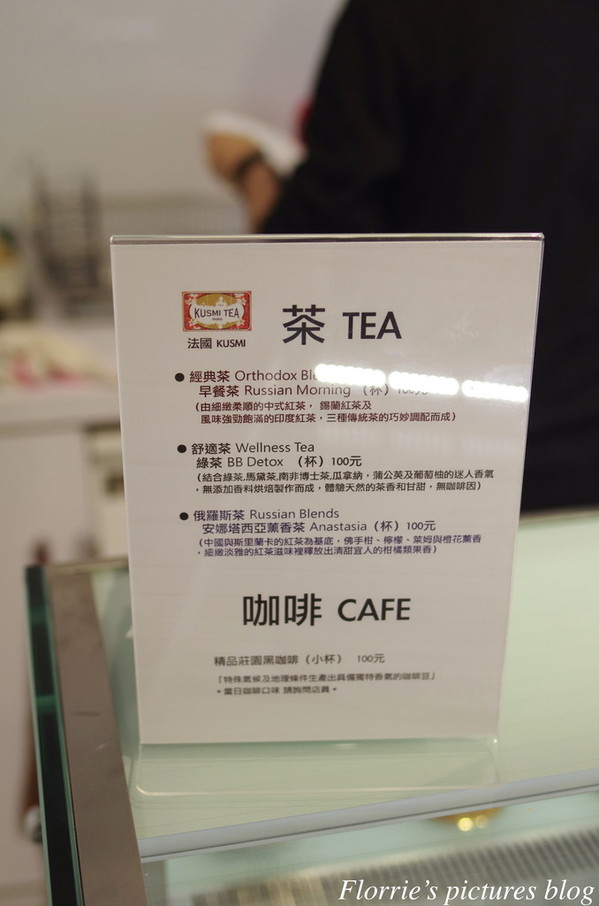 KUSMI TEA
PARIS
法國 KUSMI
茶 TEA
● 經典茶 Orthodox
早餐茶 Russian Morning (杯) 100元
(由細緻柔順的中式紅茶, 錫蘭紅茶及
風味強勁飽滿的印度紅茶,三種傳統茶的巧妙調配而成)
● 舒適茶 Wellness Tea
綠茶 BB Detox (杯) 100元
(結合綠茶,馬黛茶,南非博士茶,瓜拿納,蒲公英及葡萄柚的迷人香氣
,無添加香料烘焙製作而成,體驗天然的茶香和甘甜,無咖啡因)
● 俄羅斯茶 Russian Blends
安娜塔西亞薰香茶 Anastasia (杯) 100元
(中國與斯里蘭卡的紅茶為基底,佛手柑、檸檬、萊姆與橙花薰香
,細緻淡雅的紅茶滋味裡釋放出清甜宜人的柑橘類果香)
咖啡 CAFE
精品莊園黑咖啡 (小杯) 100元
「特殊氣候及地理條件生產出具備獨特香氣的咖啡豆」
*當日咖啡口味 請詢問店員*
Florrie's pictures blog